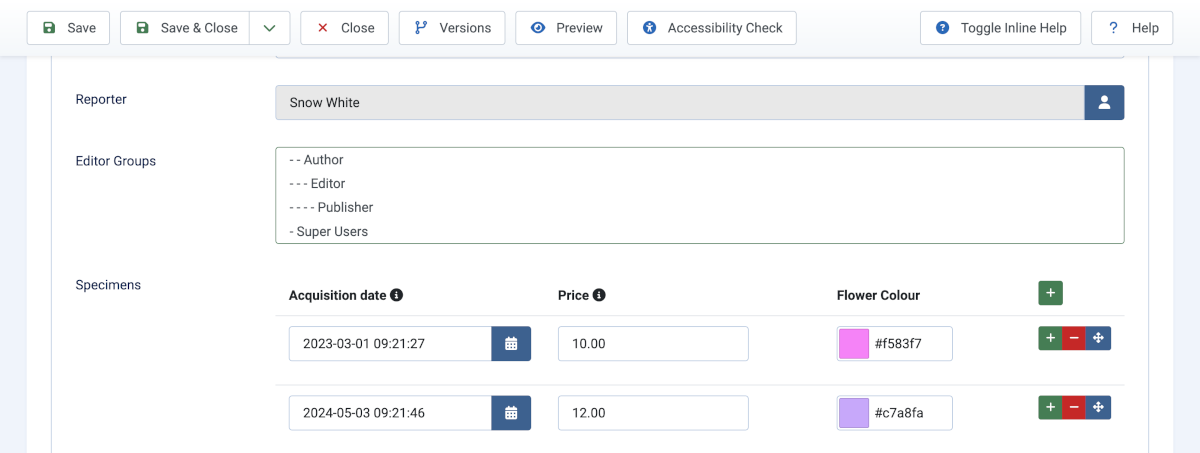 Save Save & Close Close Versions Preview Accessibility Check Toggle Inline Help ? Help
Reporter Snow White
Editor Groups
- - Author
- - - Editor
- - - - Publisher
- Super Users
Specimens
Acquisition date Price Flower Colour
2023-03-01 09:21:27 10.00 #f583f7
2024-05-03 09:21:46 12.00 #c7a8fa